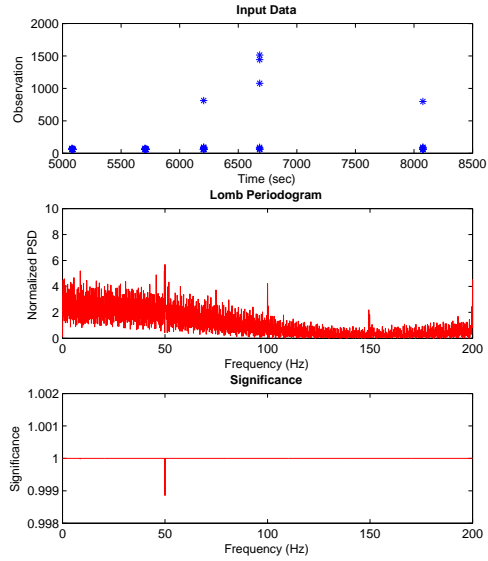 Input Data
2000
1500
1000
500
0
Observation
5000 5500 6000 6500 7000 7500 8000 8500
Time (sec)
Lomb Periodogram
10
8
6
4
2
0
Normalized PSD
0 50 100 150 200
Frequency (Hz)
Significance
1.002
1.001
1
0.999
0.998
Significance
0 50 100 150 200
Frequency (Hz)